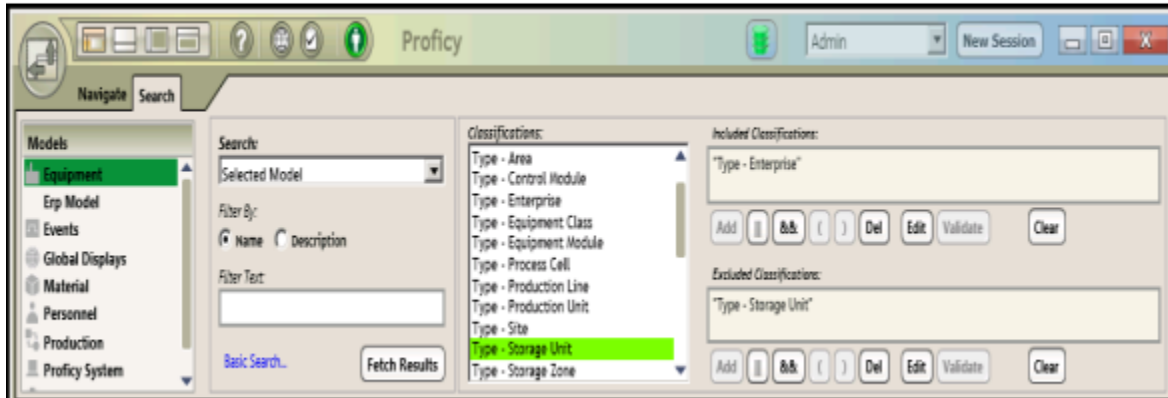 Proficy
Admin
New Session
Navigate
Search
Models
Equipment
Erp Model
Events
Global Displays
Material
Personnel
Production
Proficy System
Search:
Selected Model
Filter By:
Name
Description
Filter Text:
Basic Search...
Fetch Results
Classifications:
Type - Area
Type - Control Module
Type - Enterprise
Type - Equipment Class
Type - Equipment Module
Type - Process Cell
Type - Production Line
Type - Production Unit
Type - Site
Type - Storage Unit
Type - Storage Zone
Included Classifications:
"Type - Enterprise"
Add || && ( ) Del Edit Validate Clear
Excluded Classifications:
"Type - Storage Unit"
Add || && ( ) Del Edit Validate Clear